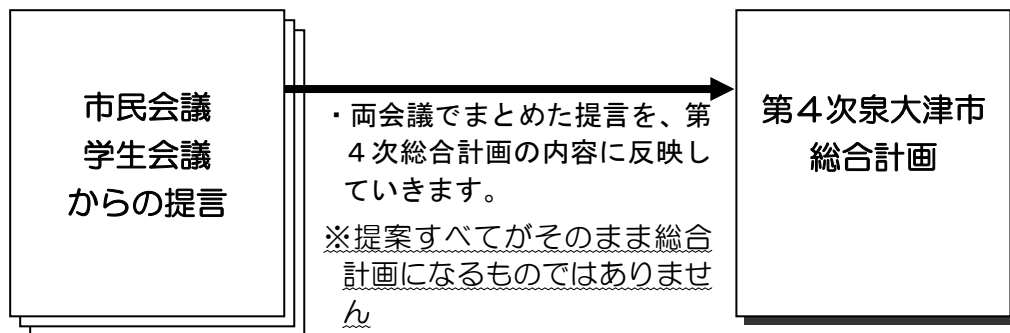 市民会議
学生会議
からの提言
・両会議でまとめた提言を、第
４次総合計画の内容に反映し
ていきます。
※提案すべてがそのまま総合
計画になるものではありませ
ん
第４次泉大津市
総合計画